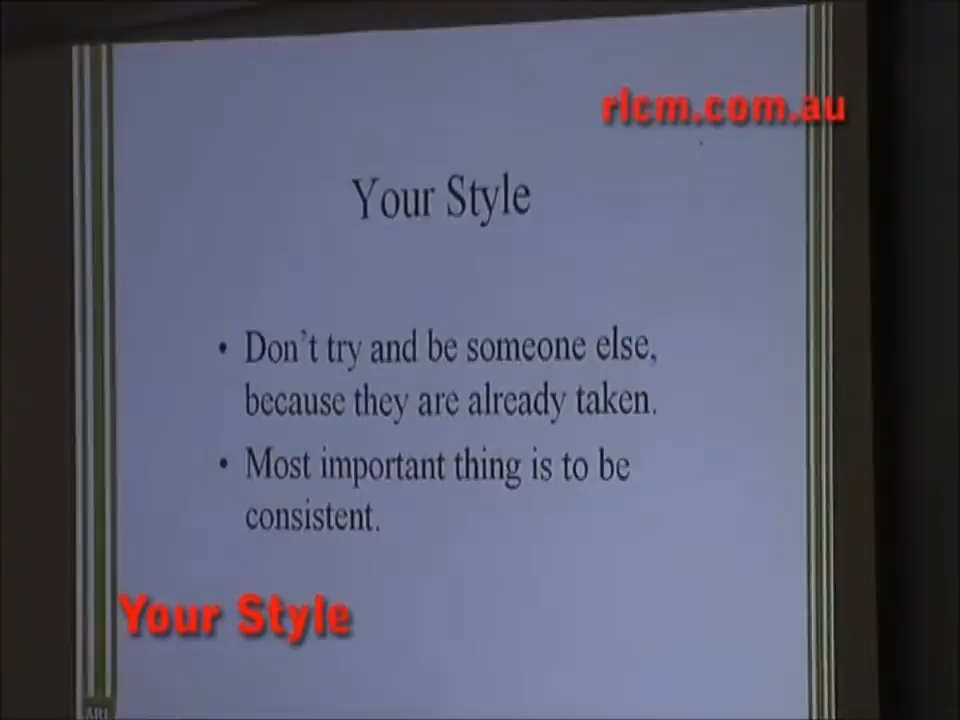 rlcm.com.au
Your Style
• Don't try and be someone else,
because they are already taken.
• Most important thing is to be
consistent.
Your Style